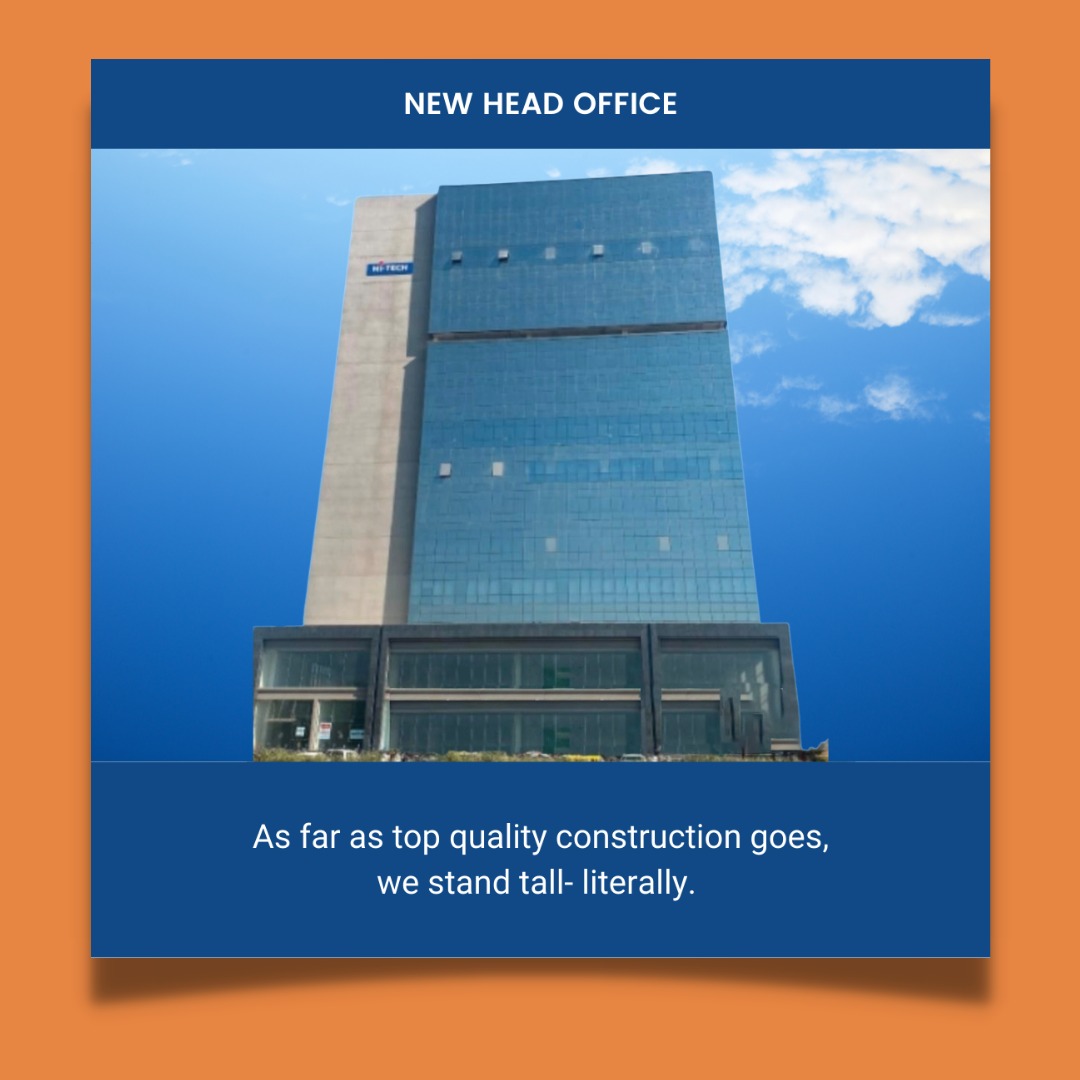 NEW HEAD OFFICE
HI-TECH
As far as top quality construction goes,
we stand tall- literally.